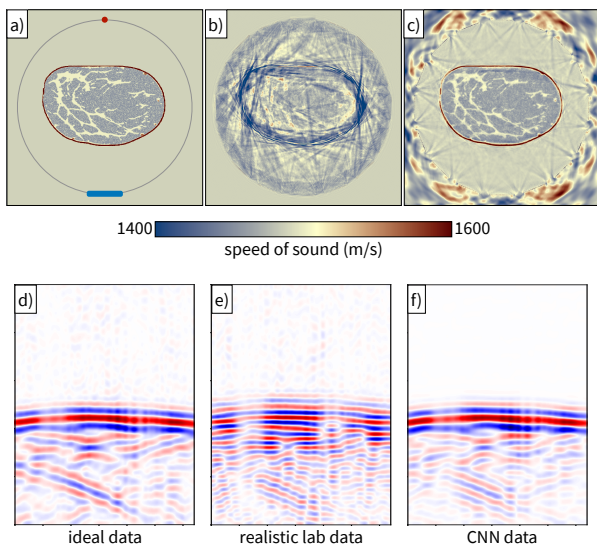 a)
b)
c)
1400
1600
speed of sound (m/s)
d)
e)
f)
ideal data
realistic lab data
CNN data